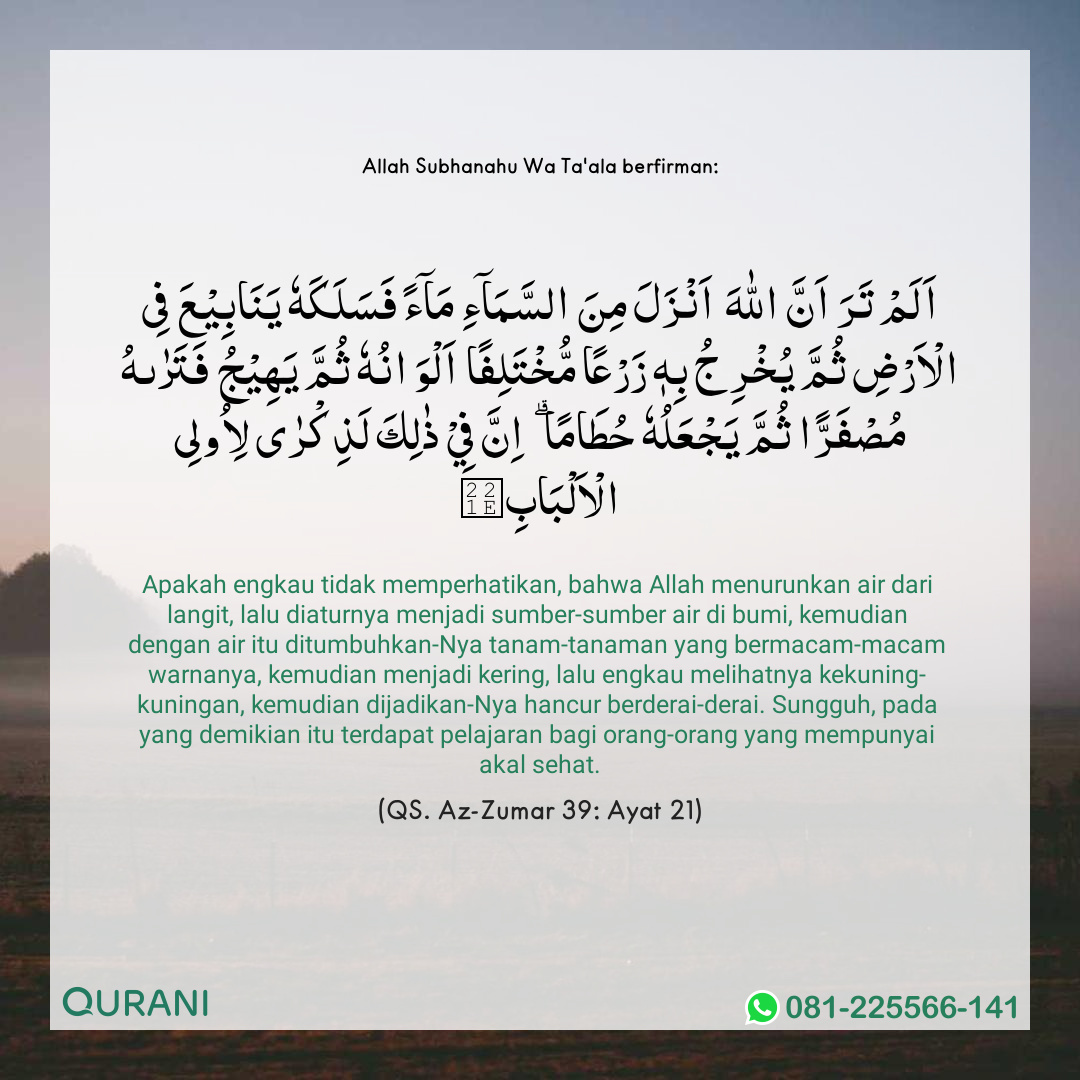 Allah Subhanahu Wa Ta'ala berfirman:
اَلَمْ تَرَ اَنَّ اللّٰهَ اَنْزَلَ مِنَ السَّمَآءِ مَآءً فَسَلَكَهٗ يَنَابِيْعَ فِى
الْاَرْضِ ثُمَّ يُخْرِجُ بِهٖ زَرْعًا مُّخْتَلِفًا اَلْوَانُهٗ ثُمَّ يَهِيْجُ فَتَرٰىهُ
مُصْفَرًّا ثُمَّ يَجْعَلُهٗ حُطَامًاۗ اِنَّ فِيْ ذٰلِكَ لَذِكْرٰى لِاُولِى
الْاَلْبَابِ
Apakah engkau tidak memperhatikan, bahwa Allah menurunkan air dari
langit, lalu diaturnya menjadi sumber-sumber air di bumi, kemudian
dengan air itu ditumbuhkan-Nya tanam-tanaman yang bermacam-macam
warnanya, kemudian menjadi kering, lalu engkau melihatnya kekuning-
kuningan, kemudian dijadikan-Nya hancur berderai-derai. Sungguh, pada
yang demikian itu terdapat pelajaran bagi orang-orang yang mempunyai
akal sehat.
(QS. Az-Zumar 39: Ayat 21)
QURANI
081-225566-141